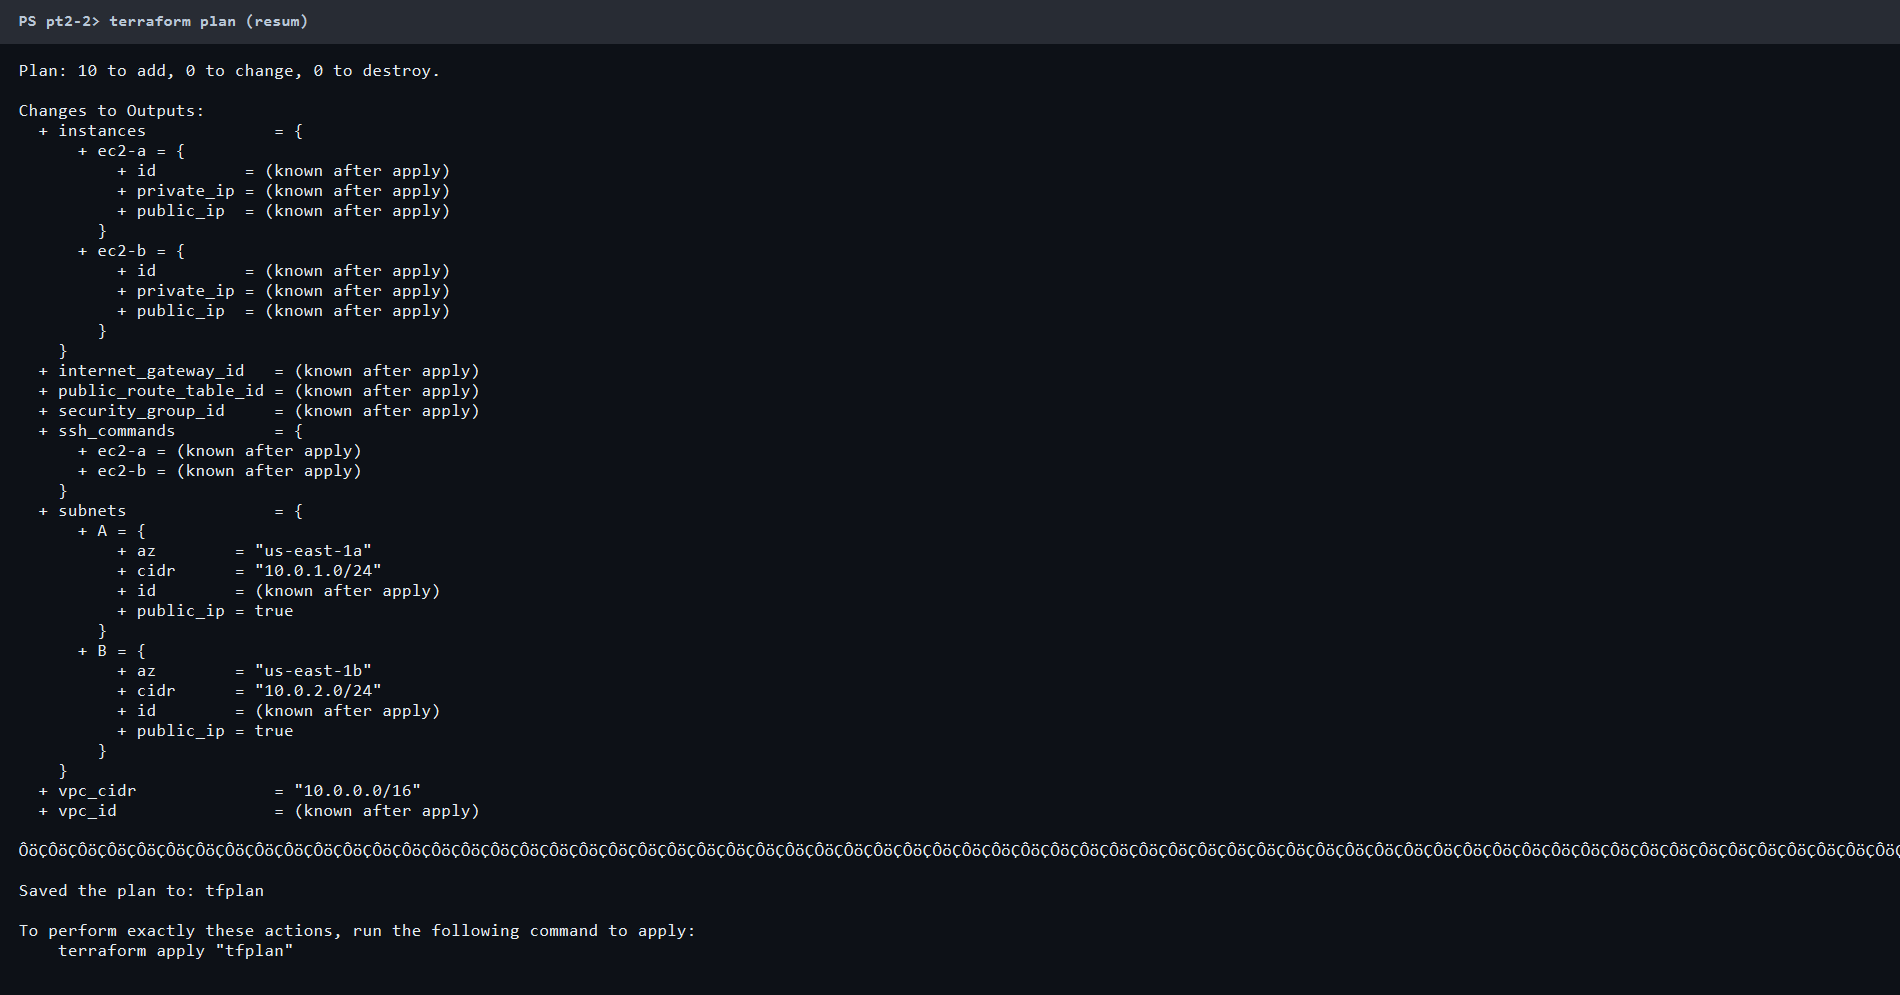 PS pt2-2> terraform plan (resum)
Plan: 10 to add, 0 to change, 0 to destroy.
Changes to Outputs:
  + instances             = {
      + ec2-a = {
          + id         = (known after apply)
          + private_ip = (known after apply)
          + public_ip  = (known after apply)
        }
      + ec2-b = {
          + id         = (known after apply)
          + private_ip = (known after apply)
          + public_ip  = (known after apply)
        }
    }
  + internet_gateway_id   = (known after apply)
  + public_route_table_id = (known after apply)
  + security_group_id     = (known after apply)
  + ssh_commands          = {
      + ec2-a = (known after apply)
      + ec2-b = (known after apply)
    }
  + subnets               = {
      + A = {
          + az        = "us-east-1a"
          + cidr      = "10.0.1.0/24"
          + id        = (known after apply)
          + public_ip = true
        }
      + B = {
          + az        = "us-east-1b"
          + cidr      = "10.0.2.0/24"
          + id        = (known after apply)
          + public_ip = true
        }
    }
  + vpc_cidr              = "10.0.0.0/16"
  + vpc_id                = (known after apply)
Saved the plan to: tfplan
To perform exactly these actions, run the following command to apply:
    terraform apply "tfplan"